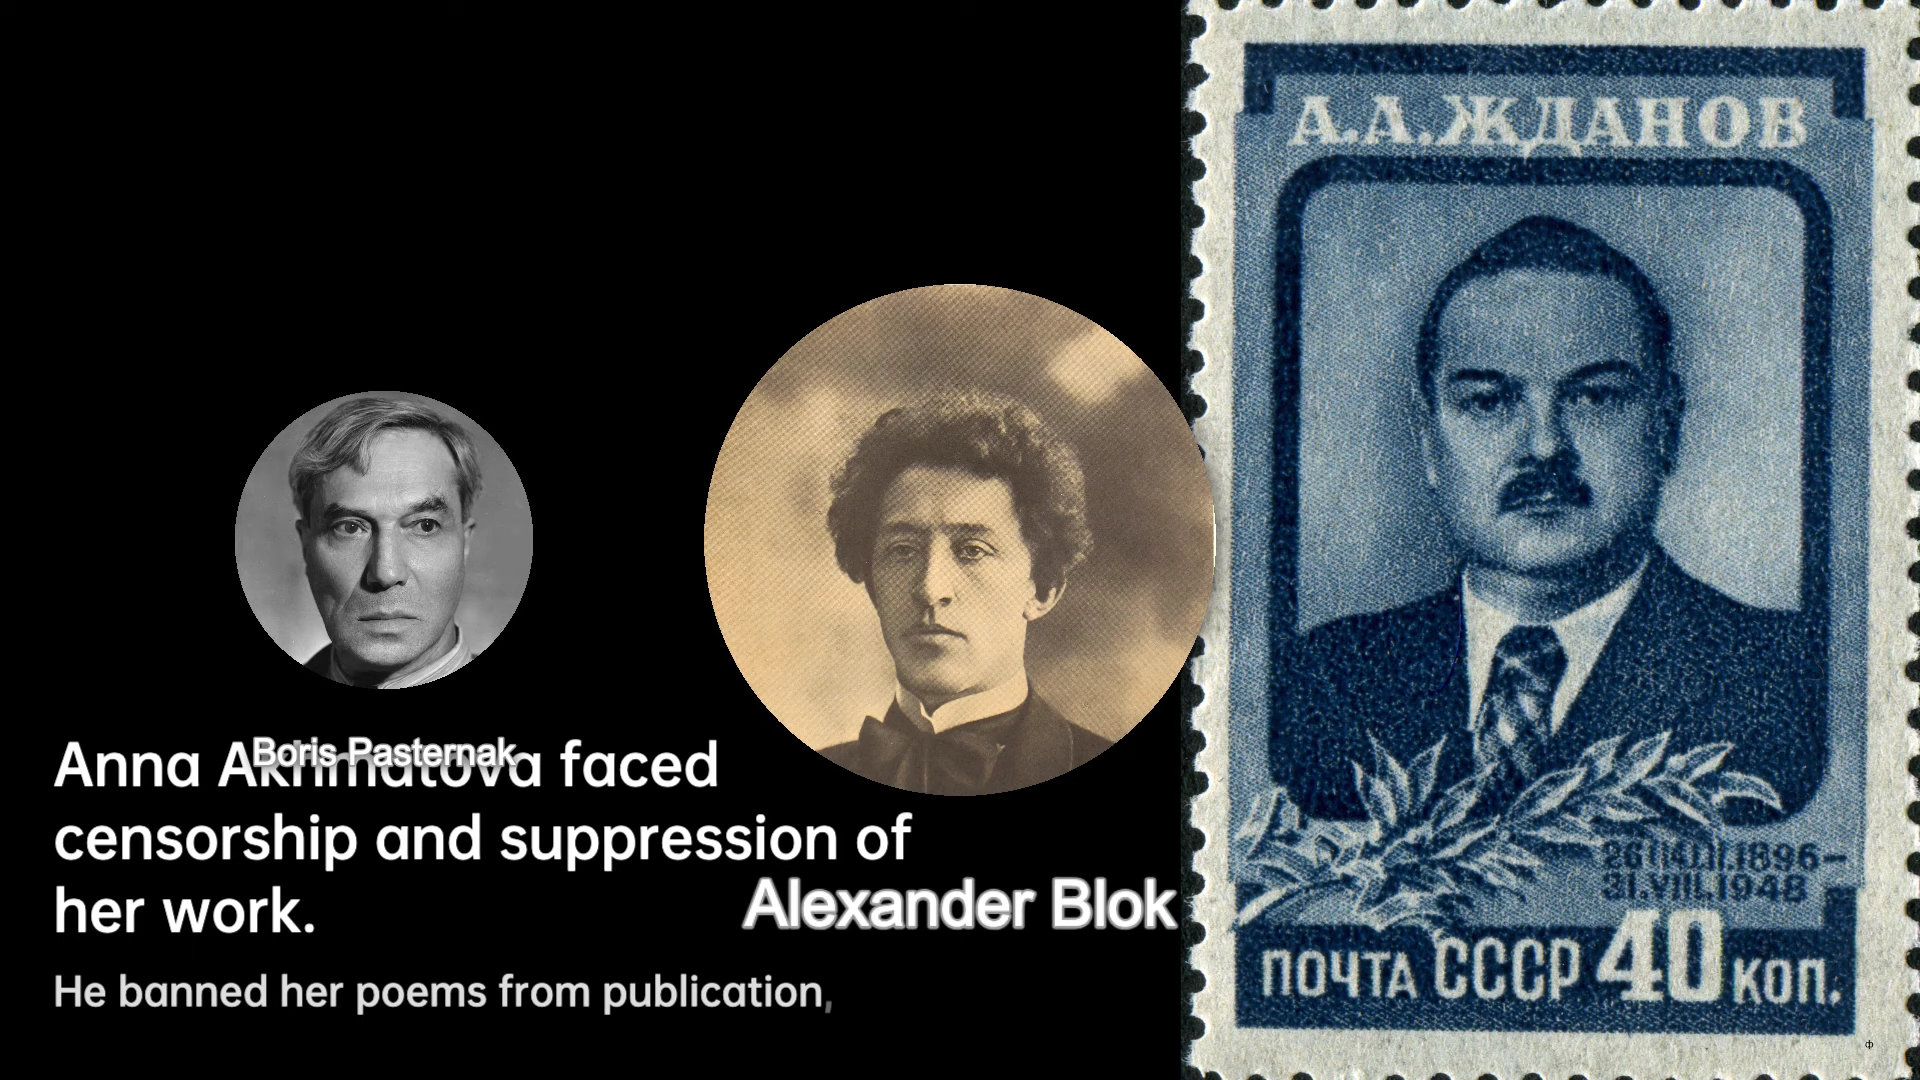 А.А.ЖДАНОВ
Boris Pasternak
Anna Akhmatova faced
censorship and suppression of
her work.
Alexander Blok
He banned her poems from publication,
26(14).II.1896–
31.VIII.1948
ПОЧТА СССР 40 коп.
ф